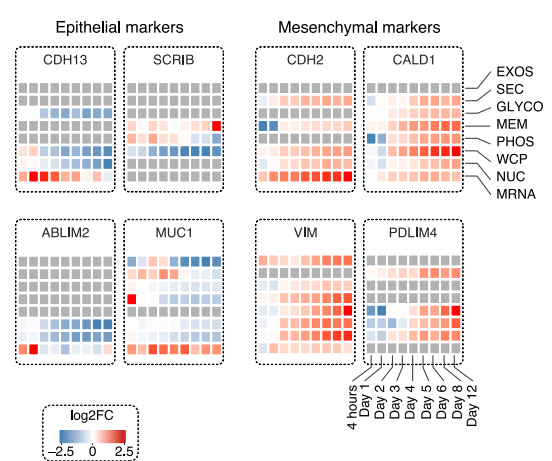 Epithelial markers
Mesenchymal markers
CDH13
SCRIB
CDH2
CALD1
EXOS
SEC
GLYCO
MEM
PHOS
WCP
NUC
MRNA
ABLIM2
MUC1
VIM
PDLIM4
4 hours
Day 1
Day 2
Day 3
Day 4
Day 5
Day 6
Day 8
Day 12
log2FC
−2.5 0 2.5